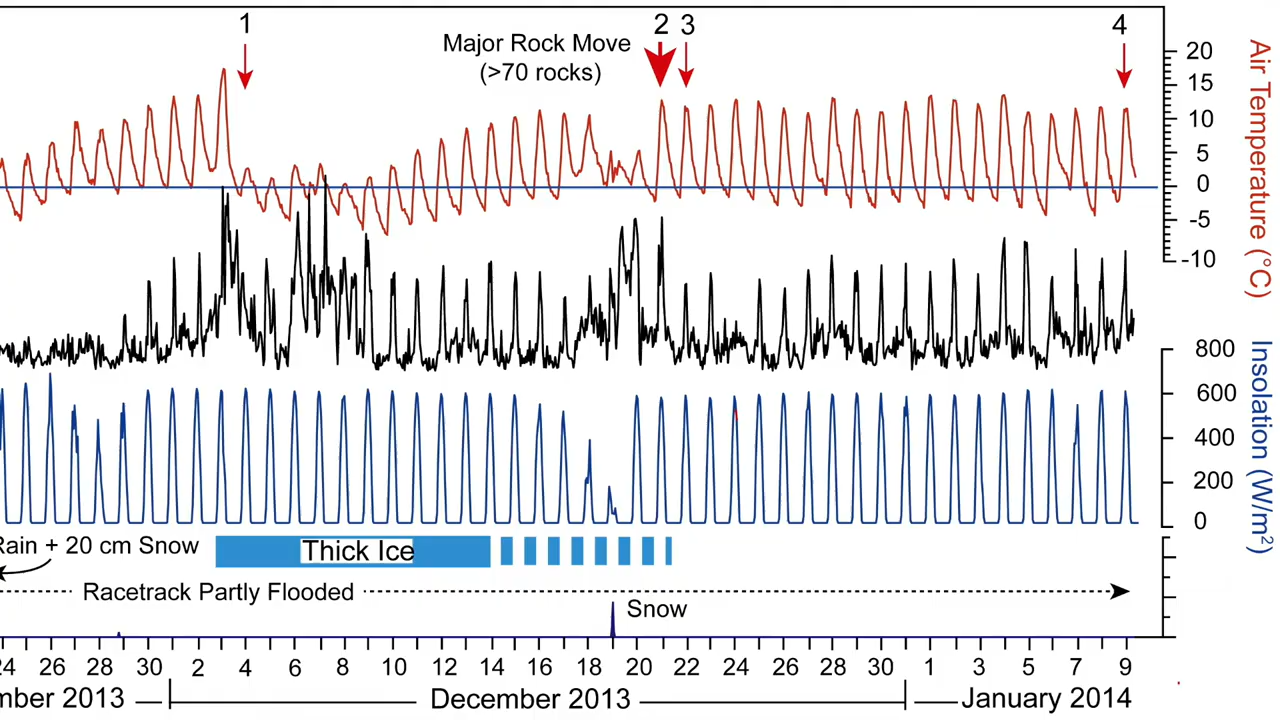 1
2 3
4
Major Rock Move
(>70 rocks)
20
15
10
5
0
-5
-10
Air Temperature (°C)
800
600
400
200
0
Insolation (W/m²)
Rain + 20 cm Snow
Thick Ice
Racetrack Partly Flooded
Snow
24 26 28 30 2 4 6 8 10 12 14 16 18 20 22 24 26 28 30 1 3 5 7 9
mber 2013 December 2013 January 2014